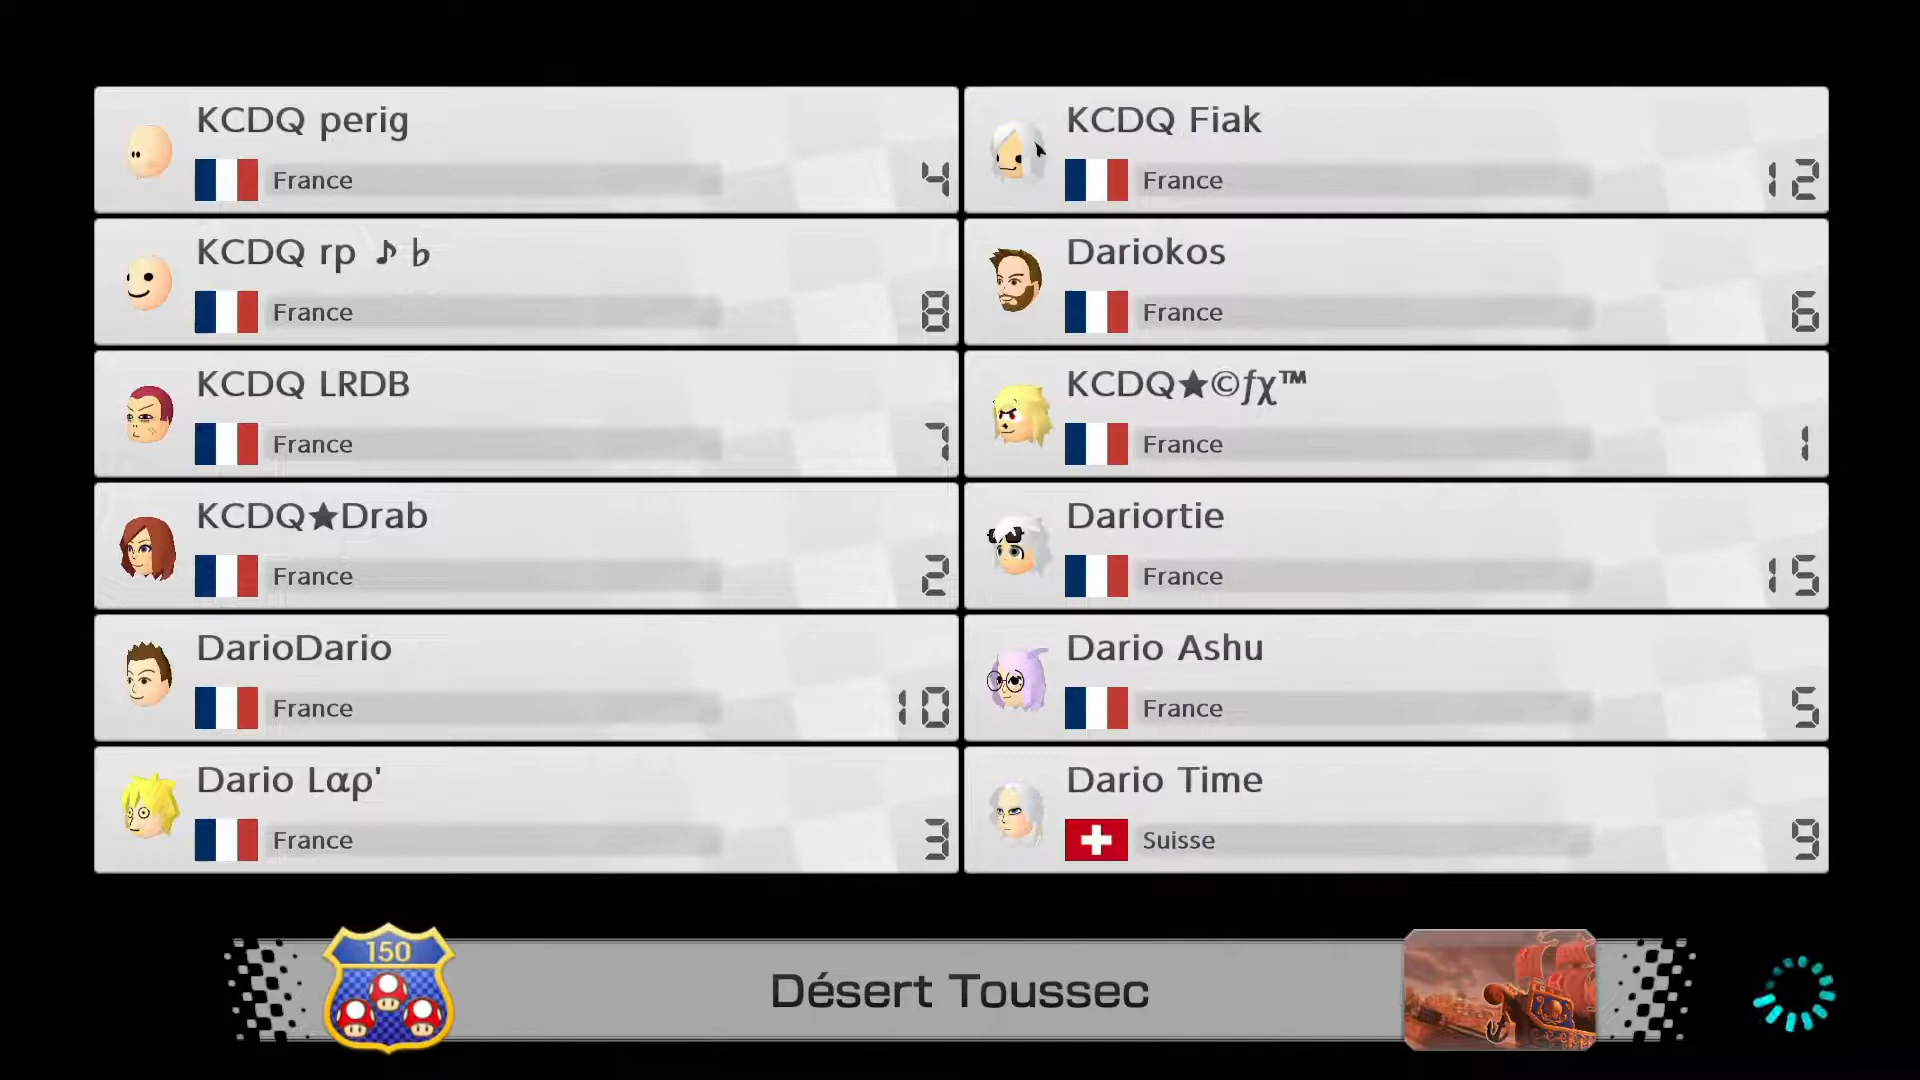 KCDQ perig
France
4
KCDQ Fiak
France
12
KCDQ rp ♪♭
France
8
Dariokos
France
6
KCDQ LRDB
France
7
KCDQ★©ƒχ™
France
1
KCDQ★Drab
France
2
Dariortie
France
15
DarioDario
France
10
Dario Ashu
France
5
Dario Lαρ'
France
3
Dario Time
Suisse
9
150
Désert Toussec